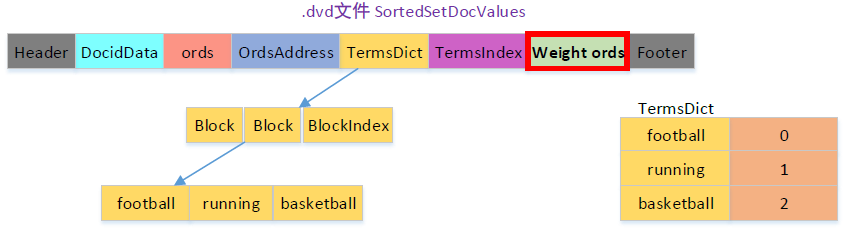 .dvd文件 SortedSetDocValues
Header DocidData ords OrdsAddress TermsDict TermsIndex Weight ords Footer
Block Block BlockIndex
football running basketball
TermsDict
football 0
running 1
basketball 2